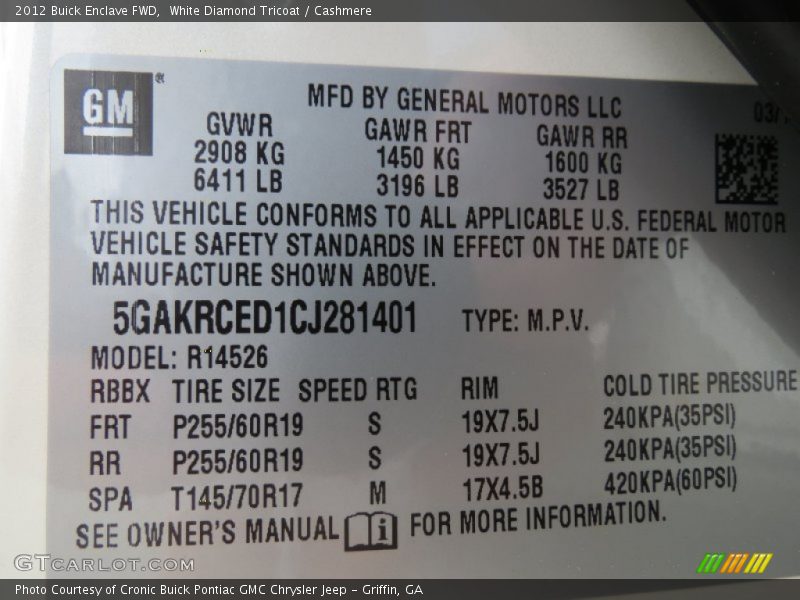 2012 Buick Enclave FWD,  White Diamond Tricoat / Cashmere
GM®
MFD BY GENERAL MOTORS LLC
03/
GVWR GAWR FRT GAWR RR
2908 KG 1450 KG 1600 KG
6411 LB 3196 LB 3527 LB
THIS VEHICLE CONFORMS TO ALL APPLICABLE U.S. FEDERAL MOTOR
VEHICLE SAFETY STANDARDS IN EFFECT ON THE DATE OF
MANUFACTURE SHOWN ABOVE.
5GAKRCED1CJ281401 TYPE: M.P.V.
MODEL: R14526
RBBX TIRE SIZE SPEED RTG RIM COLD TIRE PRESSURE
FRT P255/60R19 S 19X7.5J 240KPA(35PSI)
RR P255/60R19 S 19X7.5J 240KPA(35PSI)
SPA T145/70R17 M 17X4.5B 420KPA(60PSI)
SEE OWNER'S MANUAL FOR MORE INFORMATION.
GTCARLOT.COM
Photo Courtesy of Cronic Buick Pontiac GMC Chrysler Jeep - Griffin, GA